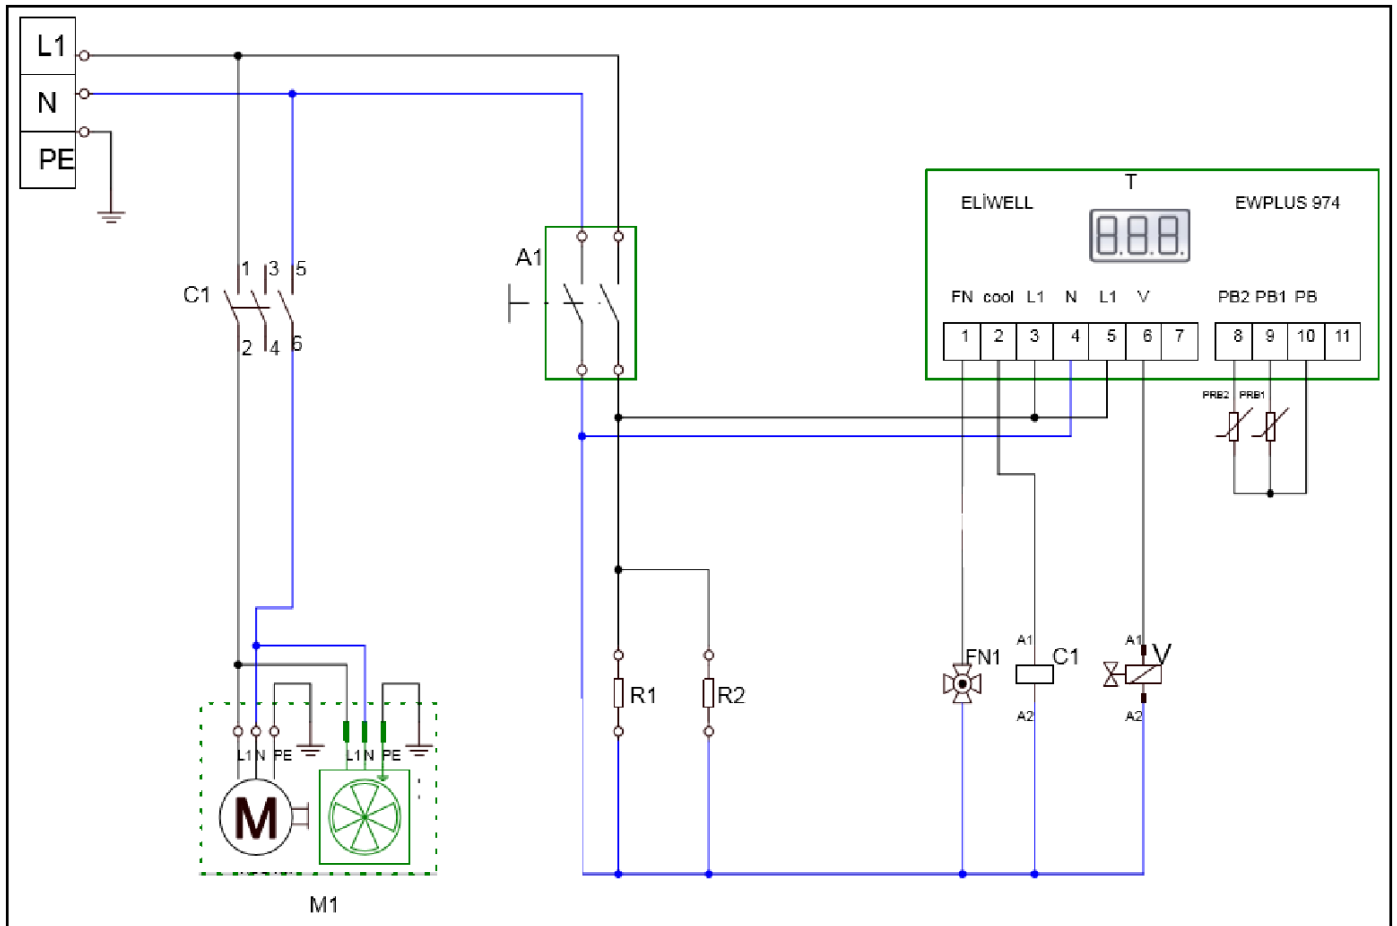 L1
N
PE
T
ELİWELL
EWPLUS 974
A1
FN cool L1 N L1 V
PB2 PB1 PB
C1
1 3 5
2 4 6
1 2 3 4 5 6 7
8 9 10 11
PRB2 PRB1
A1
FN1
C1
A2
A1
V
A2
R1
R2
L1 N PE
L1 N PE
M
M1